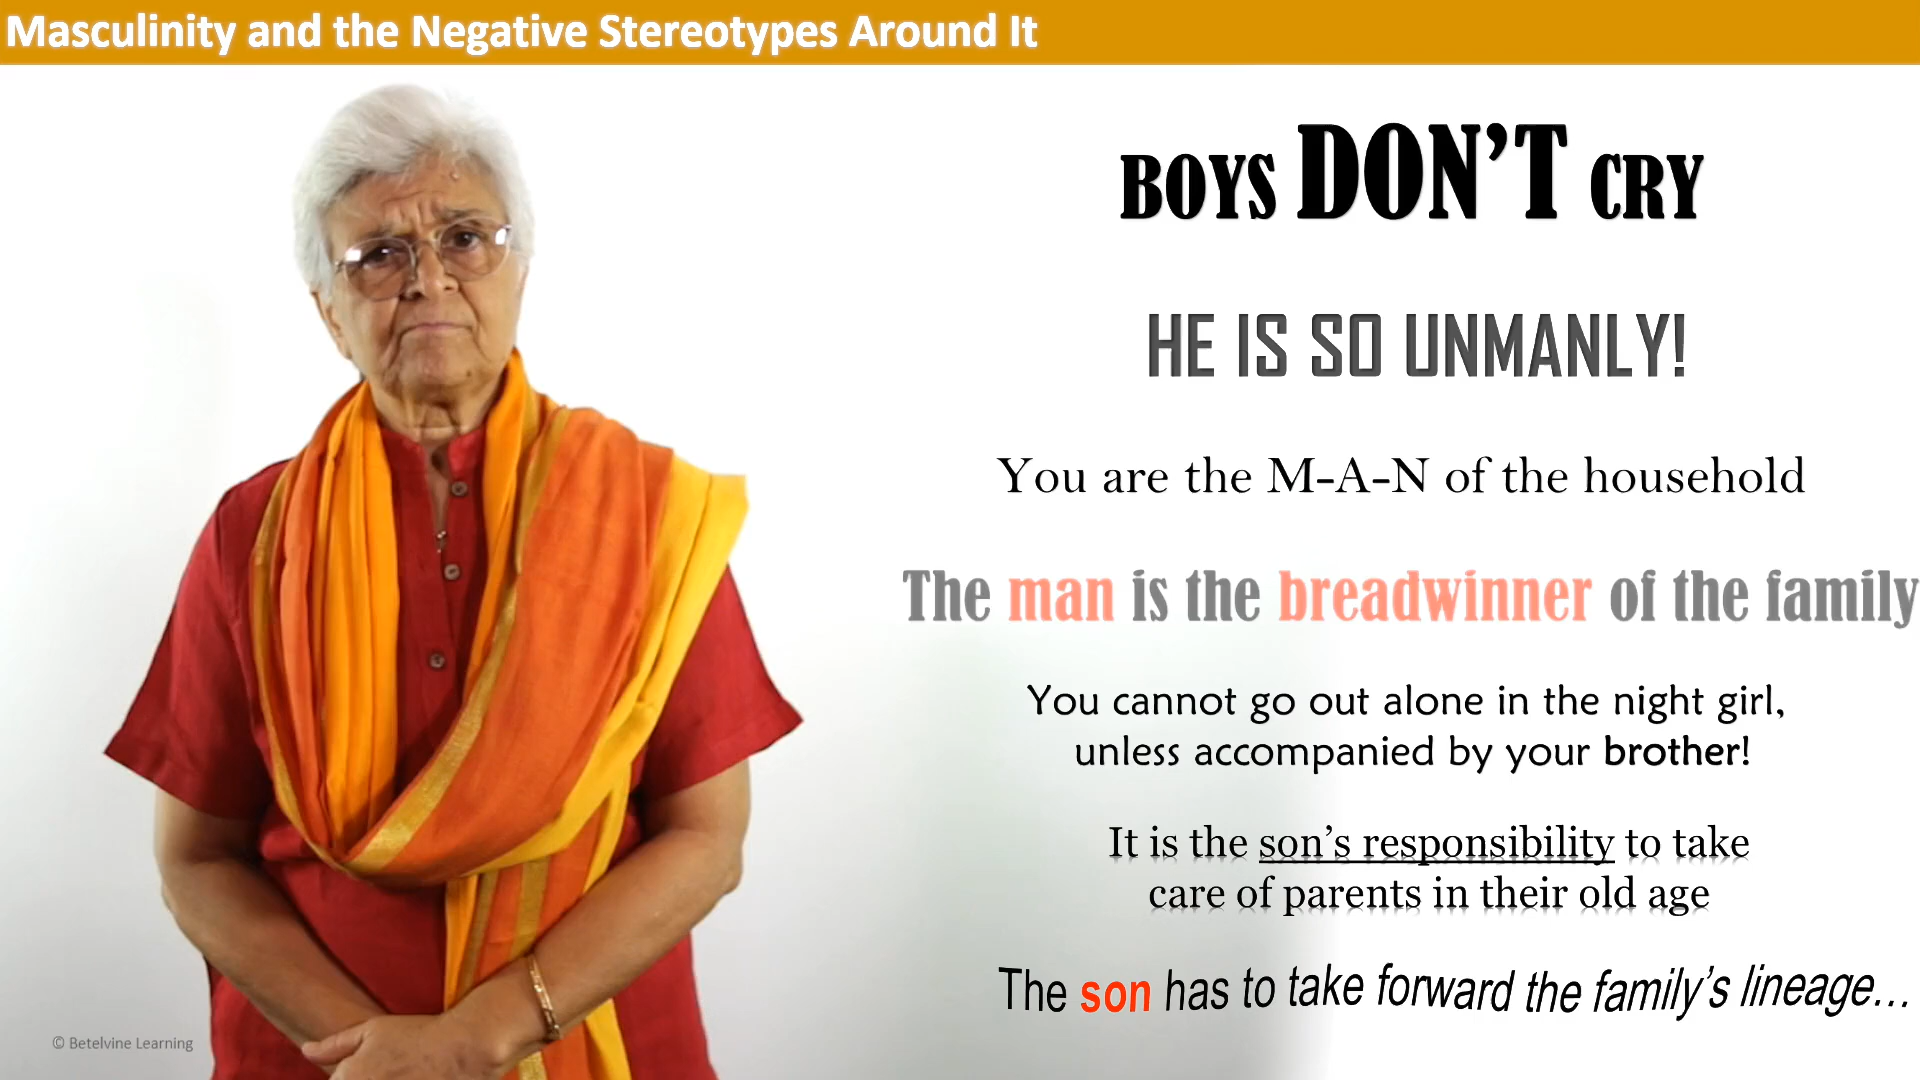 Masculinity and the Negative Stereotypes Around It
BOYS DON’T CRY
HE IS SO UNMANLY!
You are the M-A-N of the household
The man is the breadwinner of the family
You cannot go out alone in the night girl,
unless accompanied by your brother!
It is the son’s responsibility to take
care of parents in their old age
The son has to take forward the family’s lineage...
© Betelvine Learning